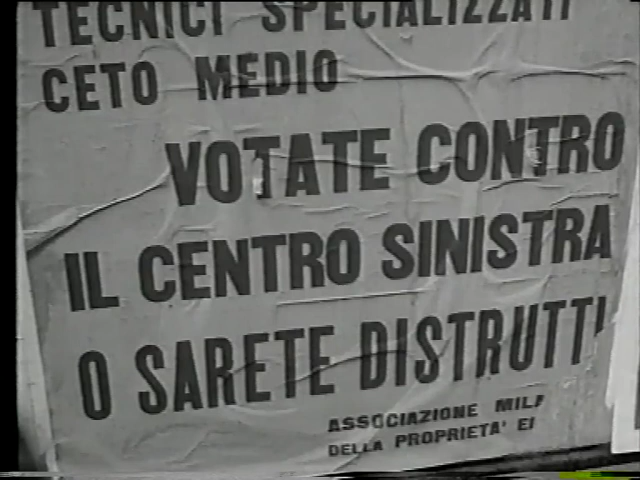 TECNICI SPECIALIZZATI
CETO MEDIO
VOTATE CONTRO
IL CENTRO SINISTRA
O SARETE DISTRUTTI
ASSOCIAZIONE
DELLA PROPRIETA'